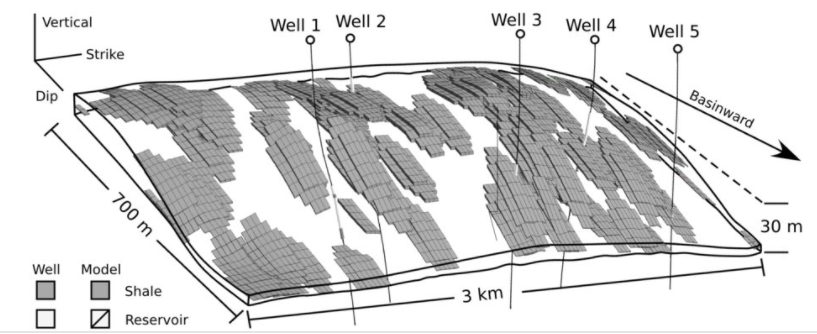 Vertical
Strike
Dip
Well 1
Well 2
Well 3
Well 4
Well 5
Basinward
700 m
30 m
3 km
Well Model
Shale
Reservoir